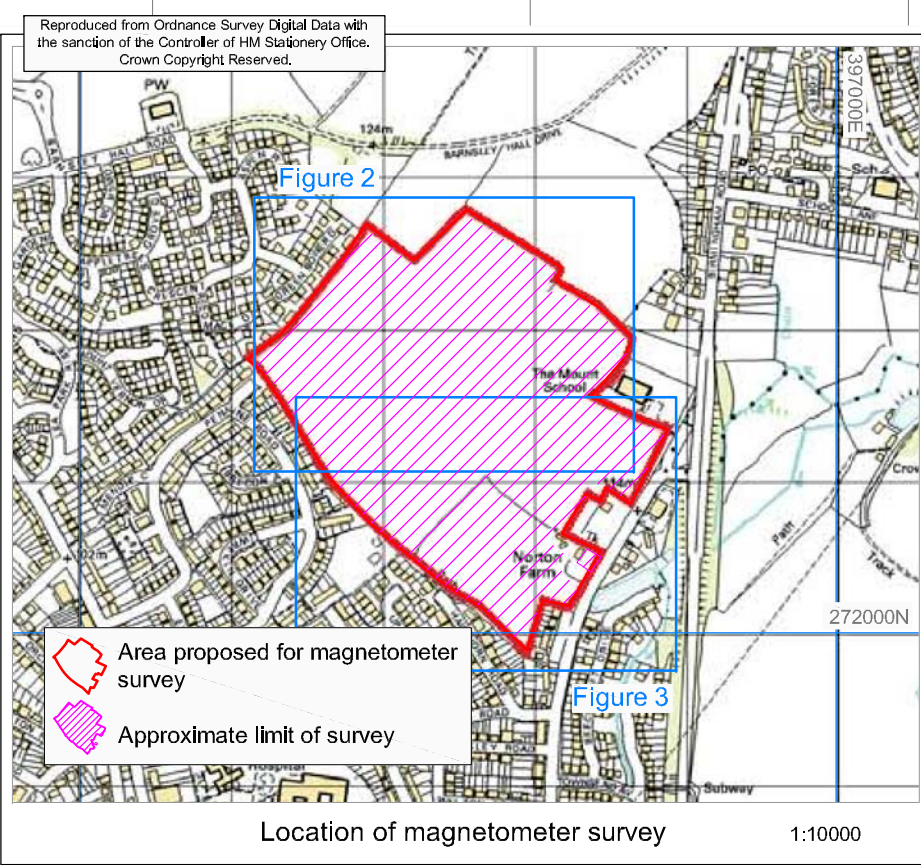 Reproduced from Ordnance Survey Digital Data with
the sanction of the Controller of HM Stationery Office.
Crown Copyright Reserved.
PW
124m
HALL ROAD
BARNSLEY HALL DRIVE
397000E
Figure 2
PO
Sch
SCHOOL LANE
CRESCENT
The Mount
School
114m
Norton
Farm
Path
Track
272000N
Area proposed for magnetometer
survey
Figure 3
Approximate limit of survey
ROAD
ROAD
Hospital
Subway
Location of magnetometer survey
1:10000